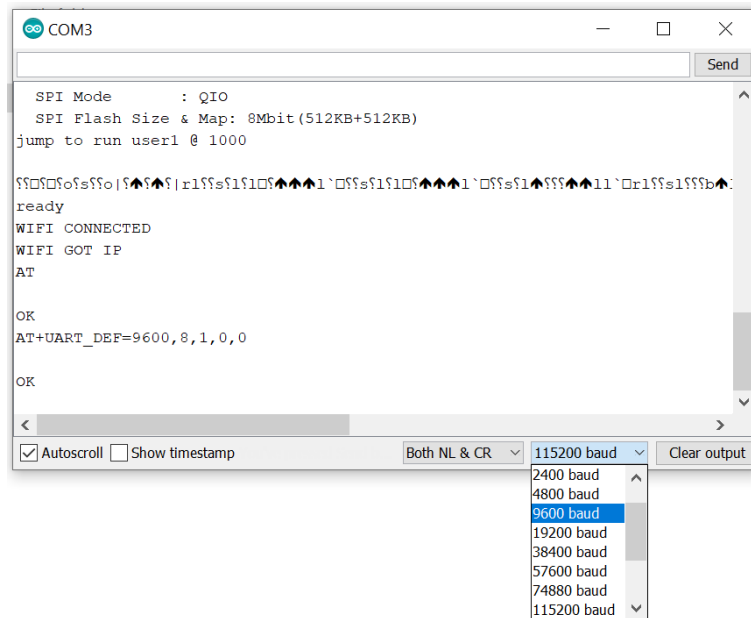 COM3
Send
SPI Mode : QIO
SPI Flash Size & Map: 8Mbit(512KB+512KB)
jump to run user1 @ 1000
ready
WIFI CONNECTED
WIFI GOT IP
AT
OK
AT+UART_DEF=9600,8,1,0,0
OK
Autoscroll Show timestamp Both NL & CR 115200 baud Clear output
2400 baud
4800 baud
9600 baud
19200 baud
38400 baud
57600 baud
74880 baud
115200 baud